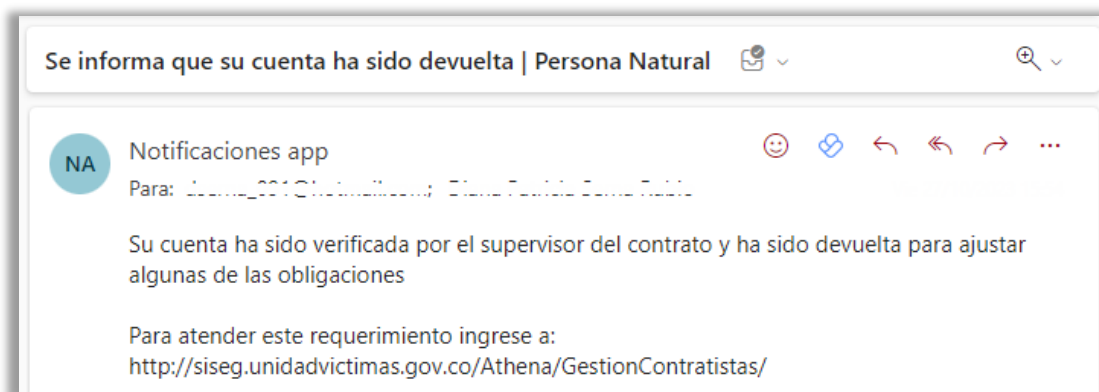 Se informa que su cuenta ha sido devuelta | Persona Natural
NA
Notificaciones app
Para:
Su cuenta ha sido verificada por el supervisor del contrato y ha sido devuelta para ajustar
algunas de las obligaciones
Para atender este requerimiento ingrese a:
http://siseg.unidadvictimas.gov.co/Athena/GestionContratistas/